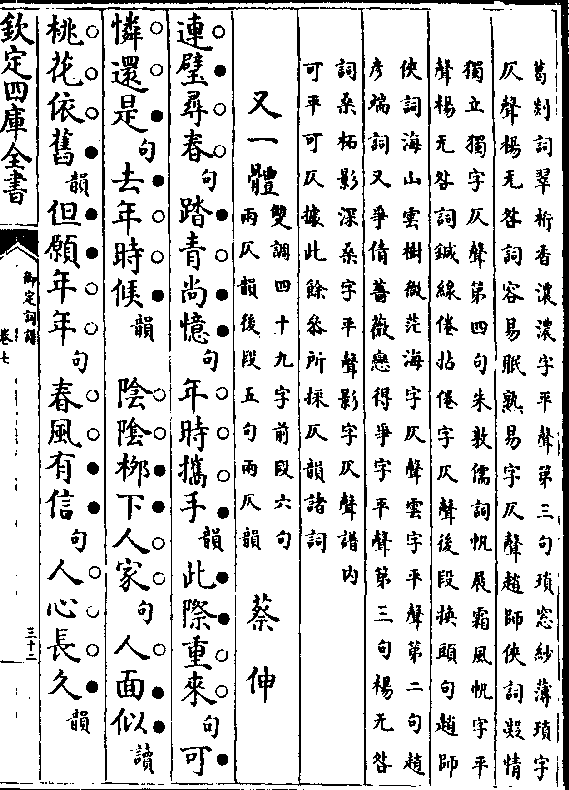 葛剡詞翠桁香濃濃字平聲第三句瑣窓紗薄瑣字
仄聲楊无咎詞容易眠熟易字仄聲趙師俠詞殢情
獨立獨字仄聲第四句朱敦儒詞帆展霜風帆字平
聲楊无咎詞鍼線倦拈倦字仄聲後段換頭句趙師
俠詞海山雲樹微茫海字仄聲雲字平聲第二句趙
彥端詞又爭倩薔薇戀得爭字平聲第三句楊无咎
詞桑柘影深桑字平聲影字仄聲譜内
可平可仄據此餘叅所採仄韻諸詞
又一體 雙調四十九字前段六句
兩仄韻後段五句兩仄韻 蔡伸
連璧尋春句踏青尚憶句年時攜手韻此際重來句可
憐還是句去年時候韻 陰陰桞下人家句人面似讀
桃花依舊韻但願年年句春風有信句人心長久韻
欽定四庫全書
御定詞譜
卷七
三十二